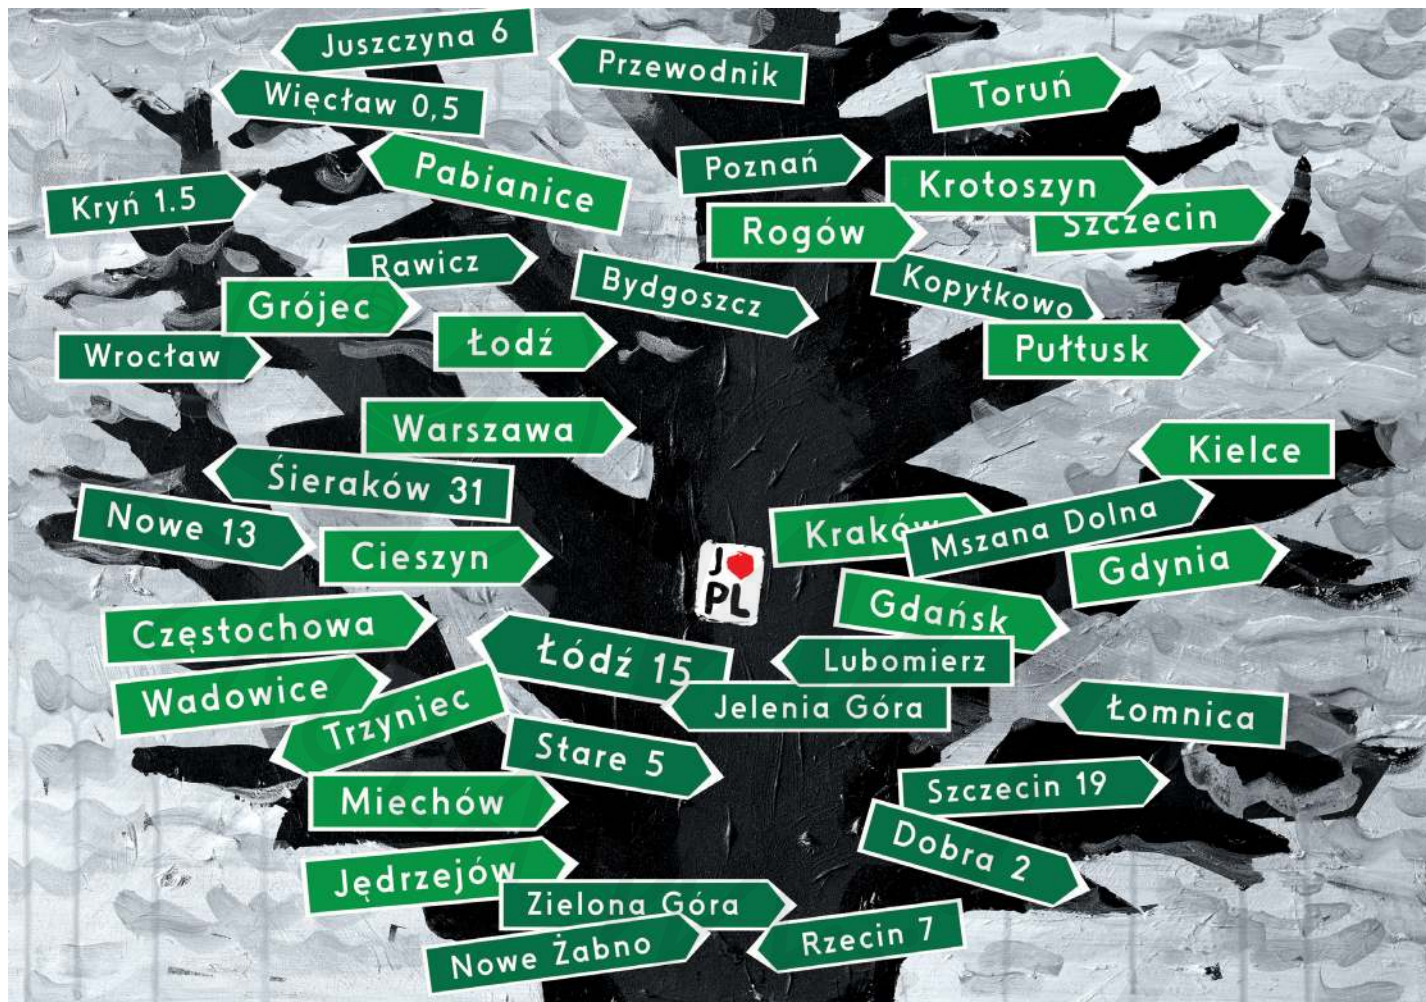 Juszczyna 6
Przewodnik
Więcław 0,5
Toruń
Pabianice
Poznań
Krotoszyn
Kryń 1.5
Rogów
Szczecin
Rawicz
Bydgoszcz
Kopytkowo
Grójec
Łodź
Wrocław
Pułtusk
Warszawa
Kielce
Śieraków 31
Nowe 13
Kraków
Mszana Dolna
Cieszyn
Gdynia
J
PL
Gdańsk
Częstochowa
Łódź 15
Lubomierz
Wadowice
Trzyniec
Jelenia Góra
Łomnica
Stare 5
Miechów
Szczecin 19
Dobra 2
Jędrzejów
Zielona Góra
Nowe Żabno
Rzecin 7